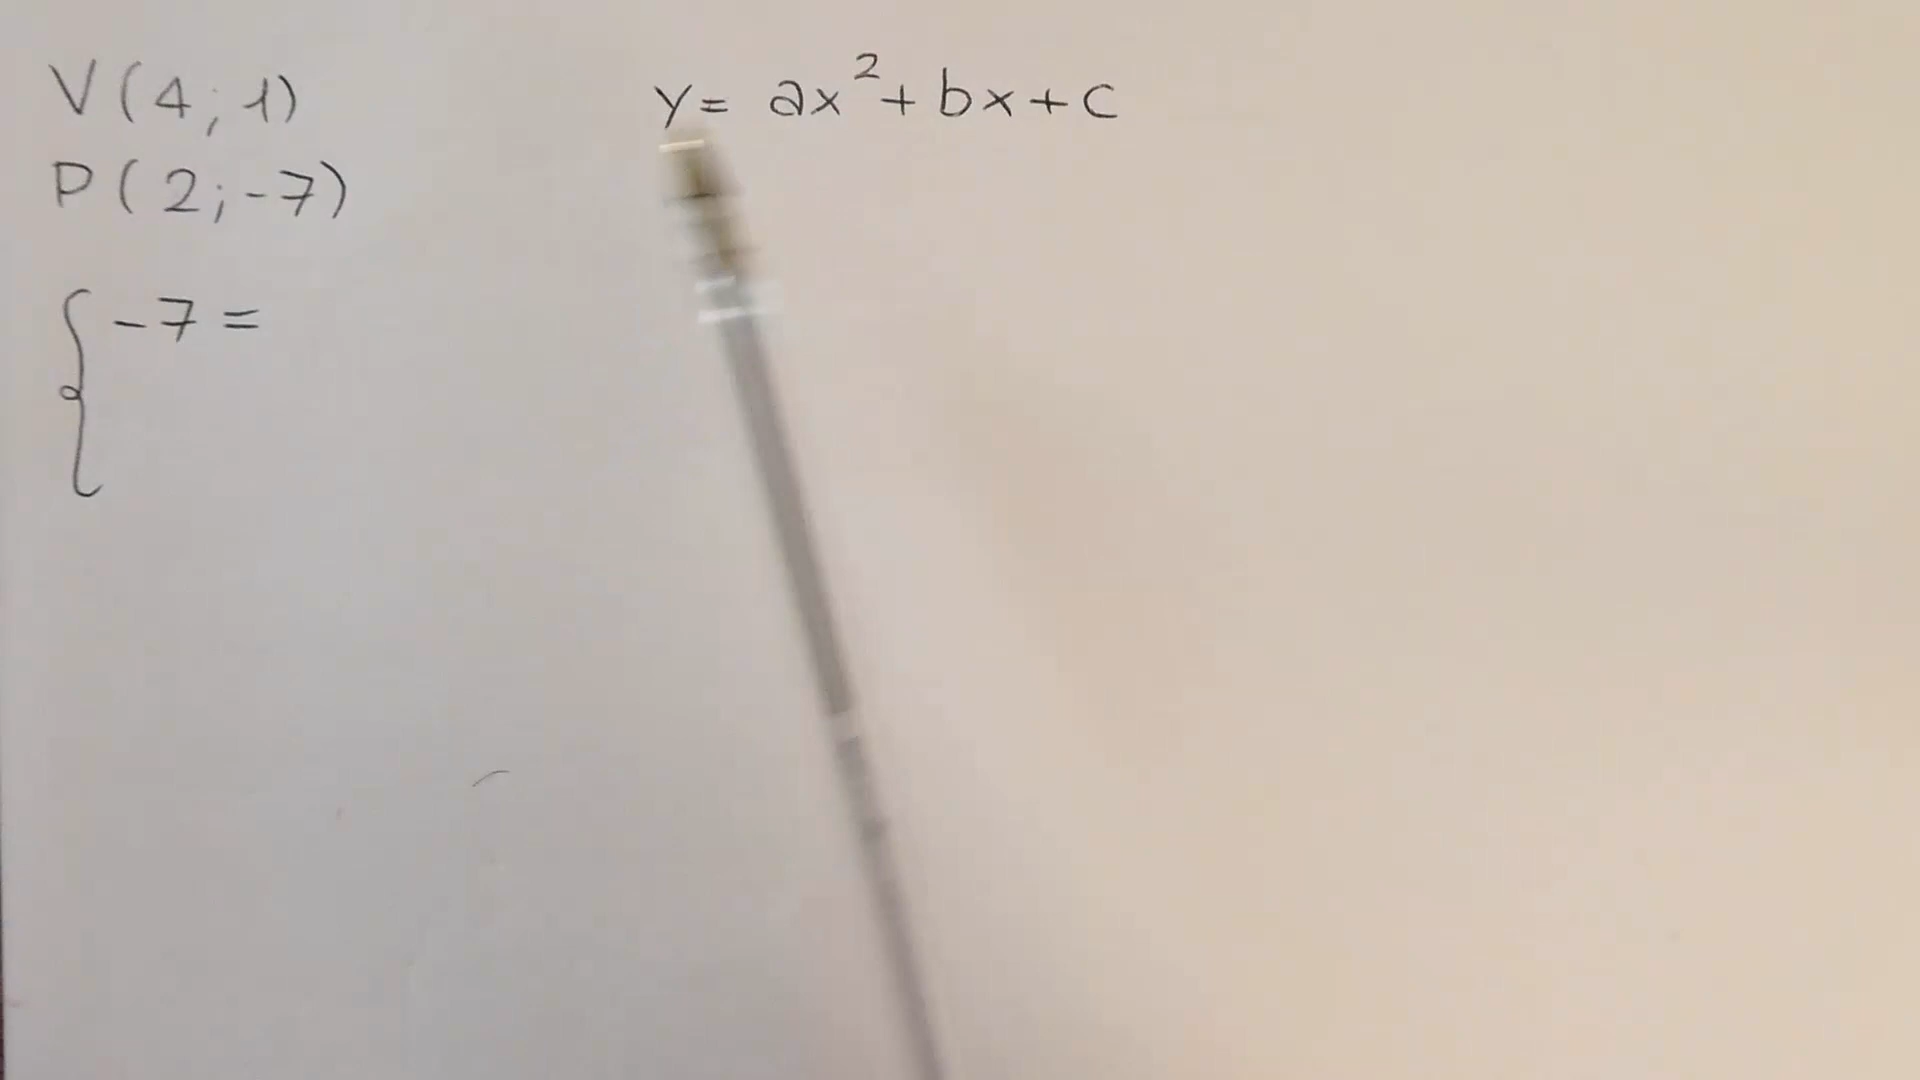 V(4; 1)
y = ax² + bx + c
P(2; -7)
{ -7 =